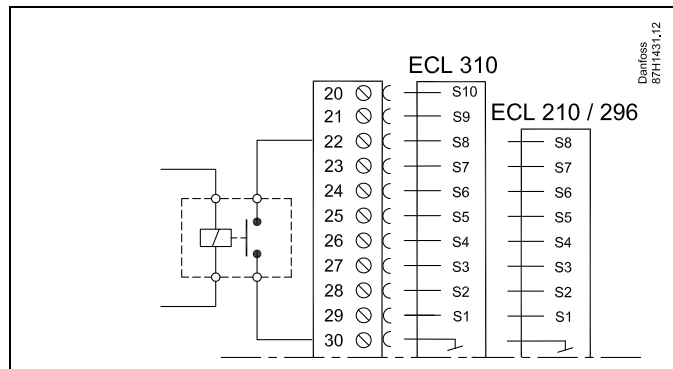 Danfoss
87H1431.12
ECL 310
ECL 210 / 296
20 S10
21 S9
22 S8 S8
23 S7 S7
24 S6 S6
25 S5 S5
26 S4 S4
27 S3 S3
28 S2 S2
29 S1 S1
30